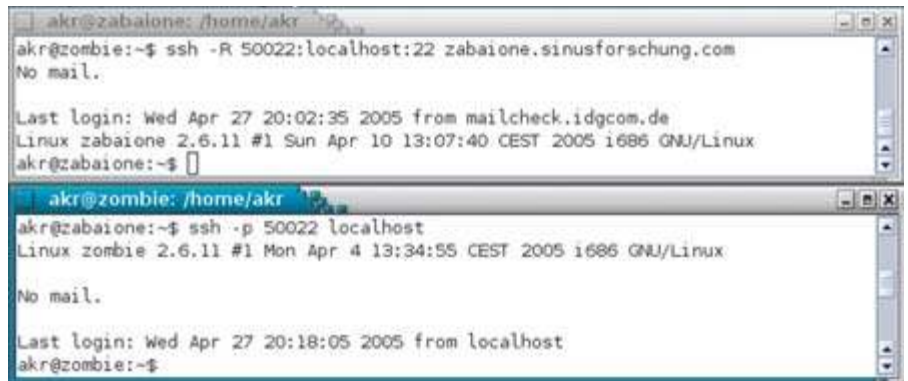 akr@zabaione: /home/akr
akr@zombie:~$ ssh -R 50022:localhost:22 zabaione.sinusforschung.com
No mail.
Last login: Wed Apr 27 20:02:35 2005 from mailcheck.idgcom.de
Linux zabaione 2.6.11 #1 Sun Apr 10 13:07:40 CEST 2005 i686 GNU/Linux
akr@zabaione:~$
akr@zombie: /home/akr
akr@zabaione:~$ ssh -p 50022 localhost
Linux zombie 2.6.11 #1 Mon Apr 4 13:34:55 CEST 2005 i686 GNU/Linux
No mail.
Last login: Wed Apr 27 20:18:05 2005 from localhost
akr@zombie:~$